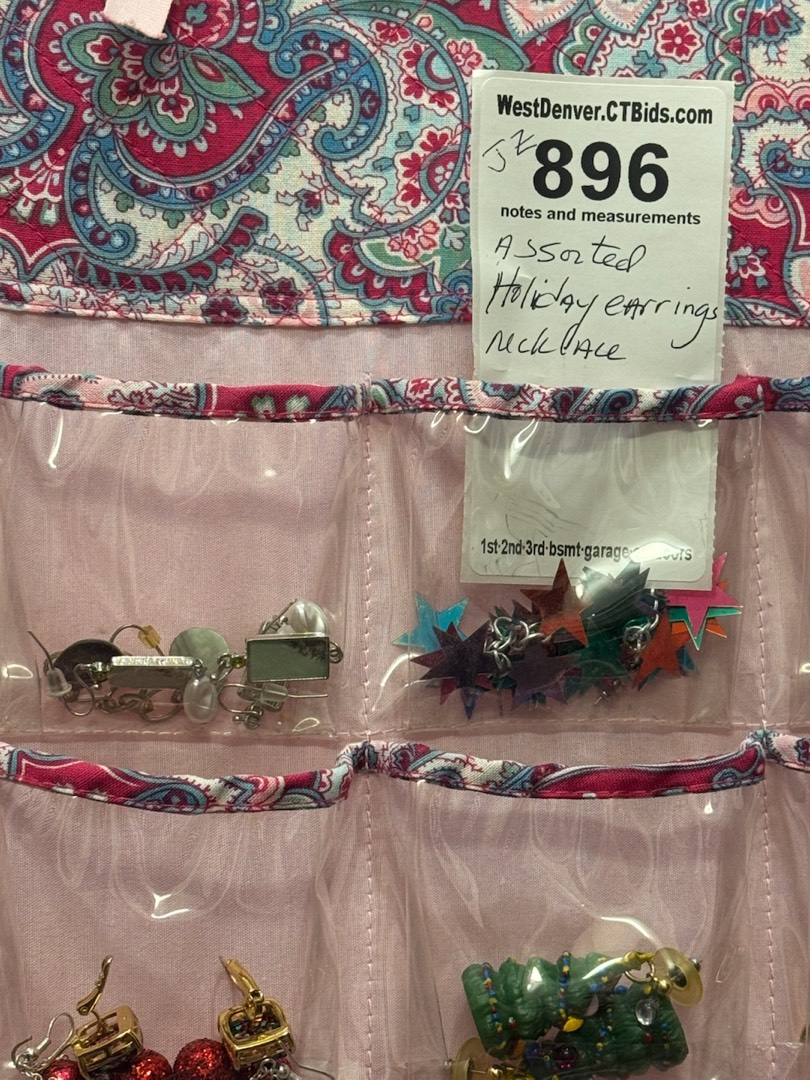 WestDenver.CTBids.com
JZ
896
notes and measurements
Assorted
Holiday earrings
necklace
1st·2nd·3rd·bsmt·garage